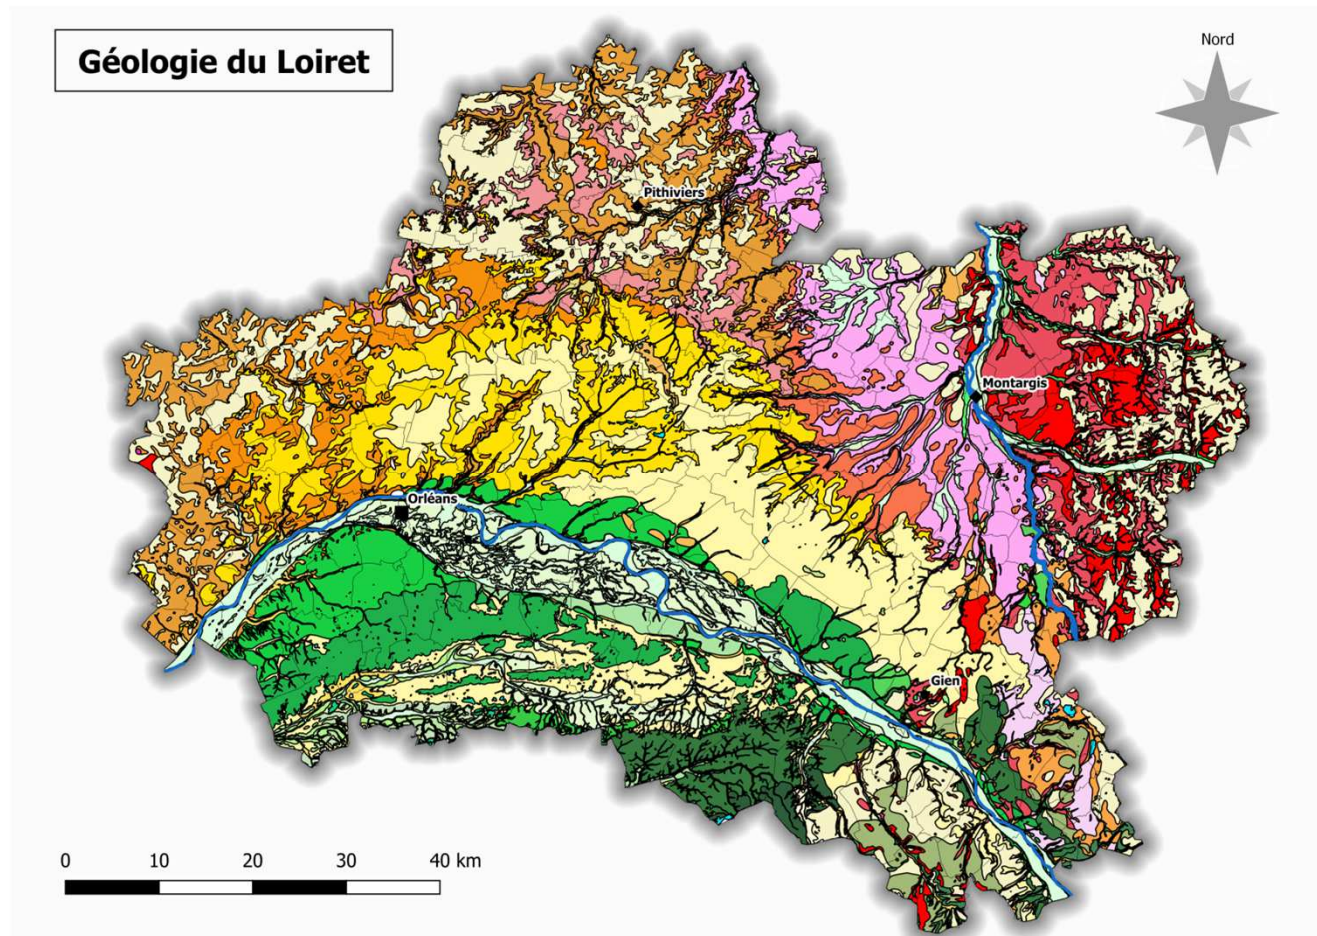 Géologie du Loiret
Nord
Pithiviers
Montargis
Orléans
Gien
0 10 20 30 40 km